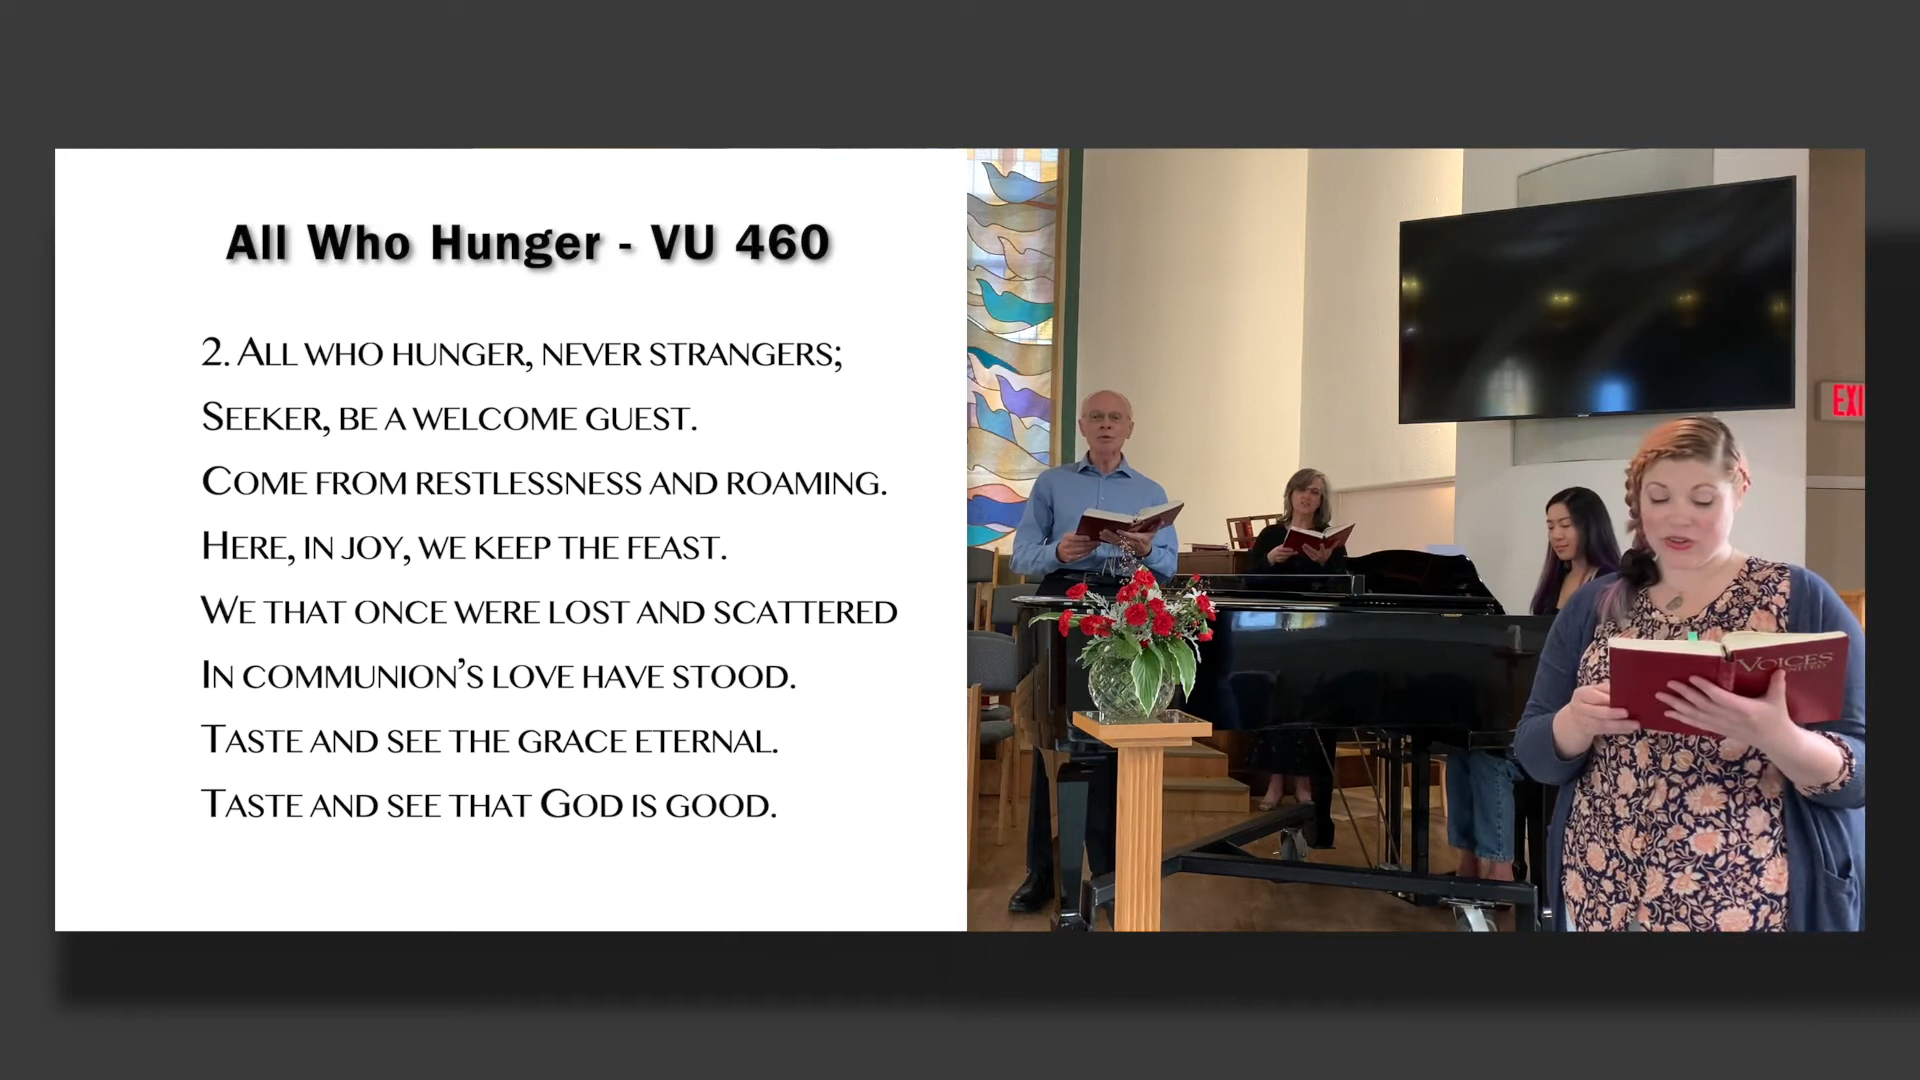 All Who Hunger - VU 460
2. All who hunger, never strangers;
Seeker, be a welcome guest.
Come from restlessness and roaming.
Here, in joy, we keep the feast.
We that once were lost and scattered
In communion’s love have stood.
Taste and see the grace eternal.
Taste and see that God is good.
EXI
VOICES
UNITED